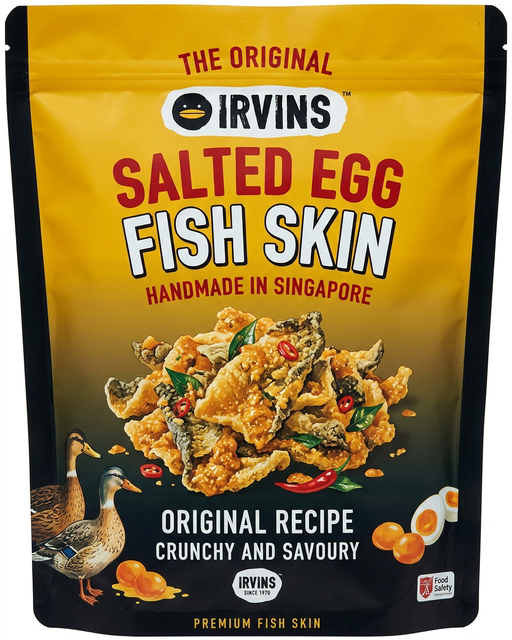 THE ORIGINAL
IRVINS™
SALTED EGG
FISH SKIN
HANDMADE IN SINGAPORE
ORIGINAL RECIPE
CRUNCHY AND SAVOURY
IRVINS
SINCE 1970
Food
Safety
PREMIUM FISH SKIN